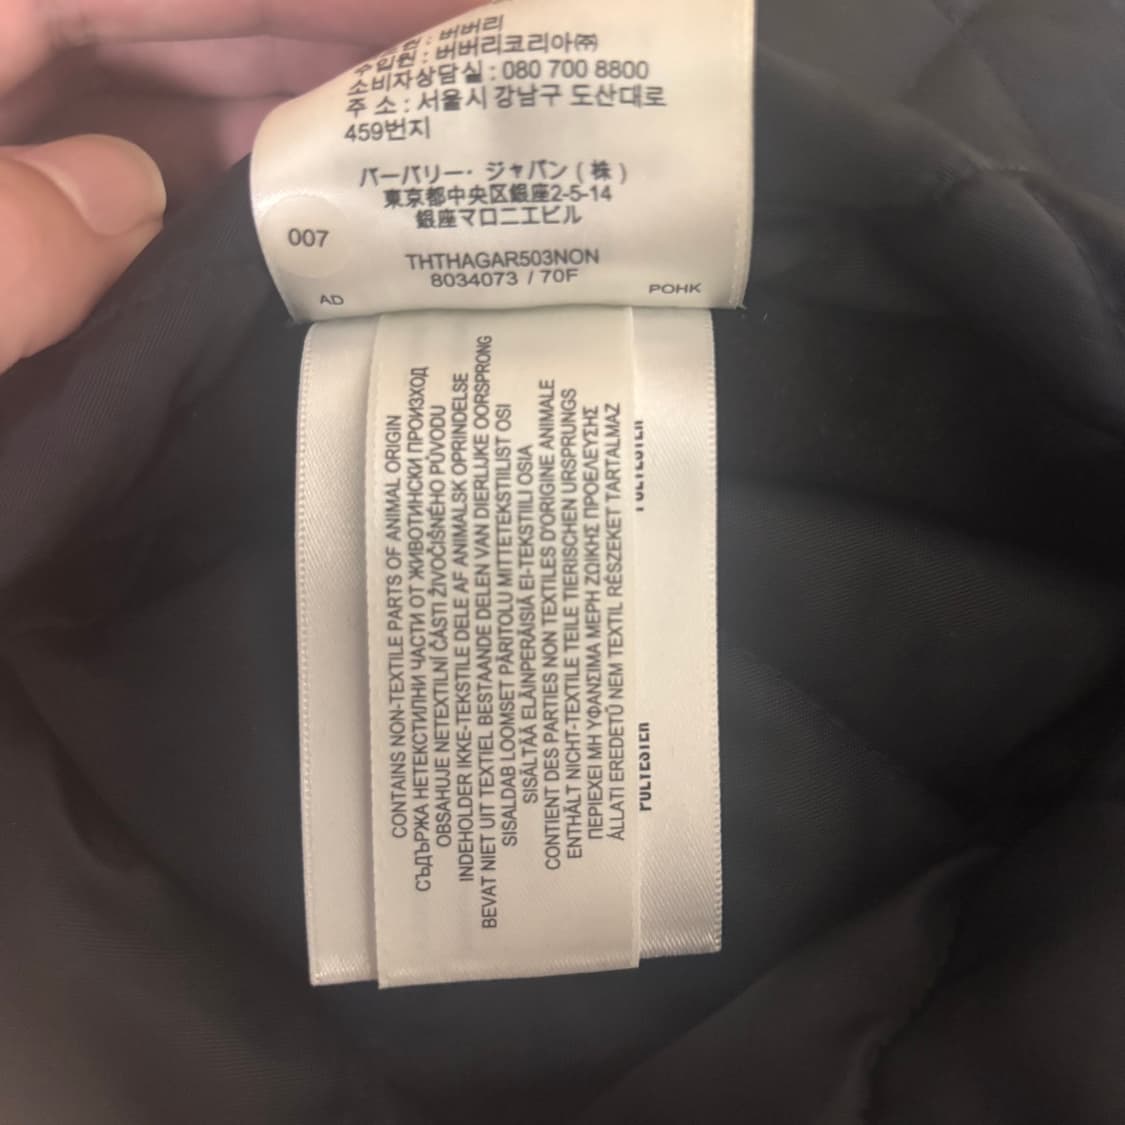 : 버버리
수입원 : 버버리코리아㈜
소비자상담실 : 080 700 8800
주 소 : 서울시 강남구 도산대로
459번지
バーバリー・ジャパン ( 株 )
東京都中央区銀座2-5-14
銀座マロニエビル
007
THTHAGAR503NON
8034073 / 70F
AD
POHK
CONTAINS NON-TEXTILE PARTS OF ANIMAL ORIGIN
СЪДЪРЖА НЕТЕКСТИЛНИ ЧАСТИ ОТ ЖИВОТИНСКИ ПРОИЗХОД
OBSAHUJE NETEXTILNÍ ČÁSTI ŽIVOČIŠNÉHO PŮVODU
INDEHOLDER IKKE-TEKSTILE DELE AF ANIMALSK OPRINDELSE
BEVAT NIET UIT TEXTIEL BESTAANDE DELEN VAN DIERLIJKE OORSPRONG
SISALDAB LOOMSET PÄRITOLU MITTETEKSTIILIST OSI
SISÄLTÄÄ ELÄINPERÄISIÄ EI-TEKSTIILI OSIA
CONTIENT DES PARTIES NON TEXTILES D'ORIGINE ANIMALE
ENTHÄLT NICHT-TEXTILE TEILE TIERISCHEN URSPRUNGS
ΠΕΡΙΕΧΕΙ ΜΗ ΥΦΑΝΣΙΜΑ ΜΕΡΗ ΖΩΙΚΗΣ ΠΡΟΕΛΕΥΣΗΣ
ÁLLATI EREDETŰ NEM TEXTIL RÉSZEKET TARTALMAZ
POLYESTER
POLYESTER